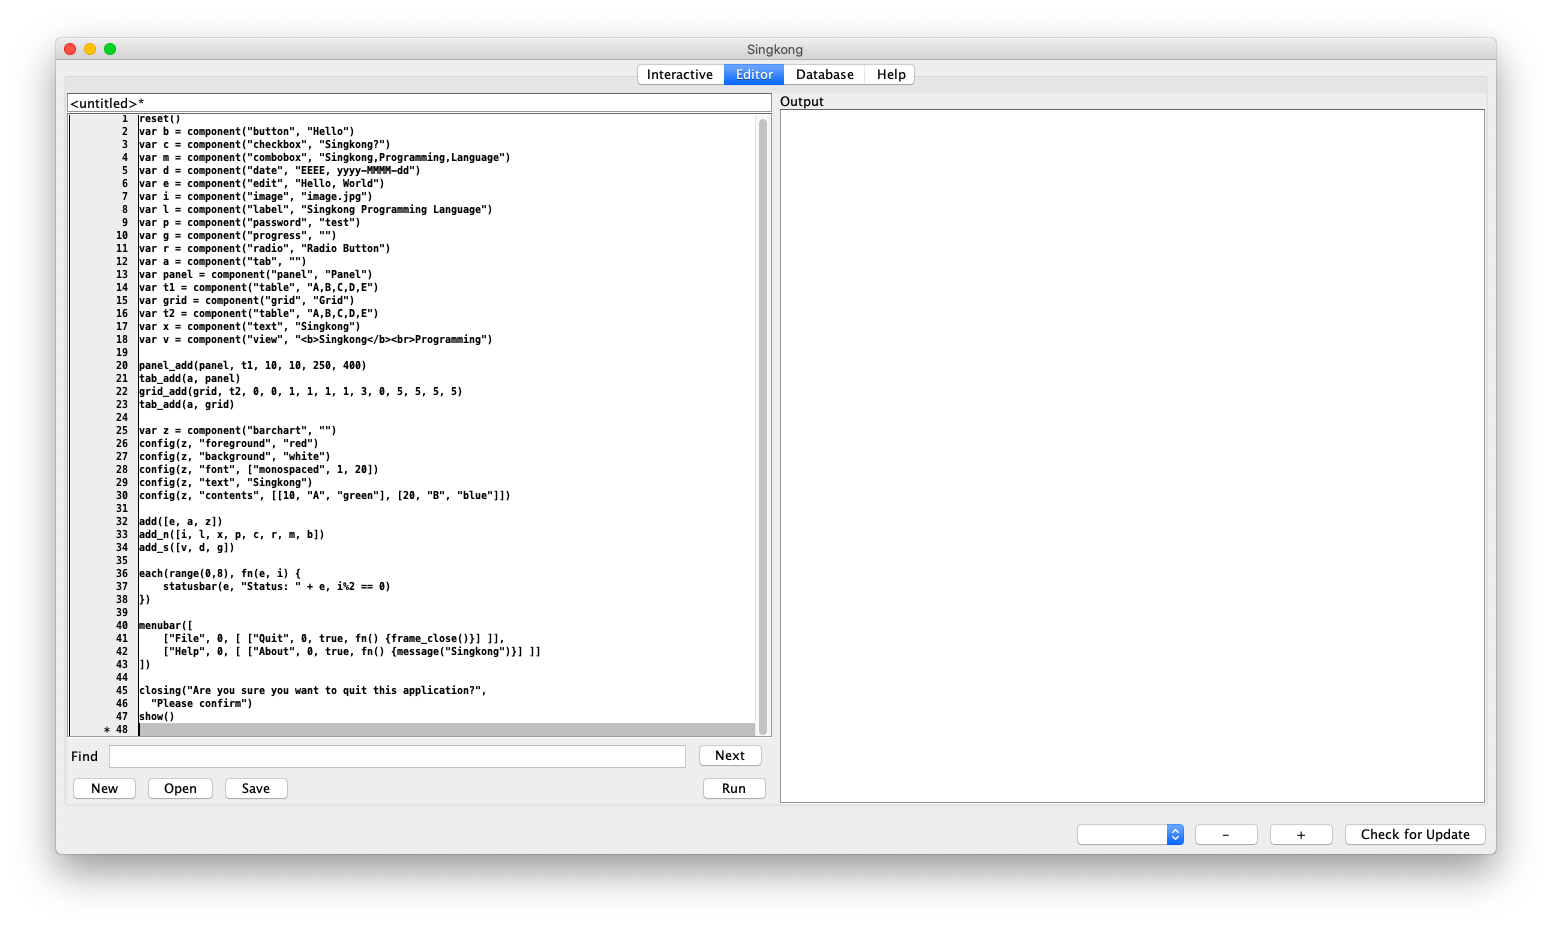 Singkong
Interactive Editor Database Help
<untitled>*
Output
1 reset()
2 var b = component("button", "Hello")
3 var c = component("checkbox", "Singkong?")
4 var m = component("combobox", "Singkong,Programming,Language")
5 var d = component("date", "EEEE, yyyy-MMMM-dd")
6 var e = component("edit", "Hello, World")
7 var i = component("image", "image.jpg")
8 var l = component("label", "Singkong Programming Language")
9 var p = component("password", "test")
10 var g = component("progress", "")
11 var r = component("radio", "Radio Button")
12 var a = component("tab", "")
13 var panel = component("panel", "Panel")
14 var t1 = component("table", "A,B,C,D,E")
15 var grid = component("grid", "Grid")
16 var t2 = component("table", "A,B,C,D,E")
17 var x = component("text", "Singkong")
18 var v = component("view", "<b>Singkong</b><br>Programming")
19
20 panel_add(panel, t1, 10, 10, 250, 400)
21 tab_add(a, panel)
22 grid_add(grid, t2, 0, 0, 1, 1, 1, 1, 3, 0, 5, 5, 5, 5)
23 tab_add(a, grid)
24
25 var z = component("barchart", "")
26 config(z, "foreground", "red")
27 config(z, "background", "white")
28 config(z, "font", ["monospaced", 1, 20])
29 config(z, "text", "Singkong")
30 config(z, "contents", [[10, "A", "green"], [20, "B", "blue"]])
31
32 add([e, a, z])
33 add_n([i, l, x, p, c, r, m, b])
34 add_s([v, d, g])
35
36 each(range(0,8), fn(e, i) {
37     statusbar(e, "Status: " + e, i%2 == 0)
38 })
39
40 menubar([
41     ["File", 0, [ ["Quit", 0, true, fn() {frame_close()}] ]],
42     ["Help", 0, [ ["About", 0, true, fn() {message("Singkong")}] ]]
43 ])
44
45 closing("Are you sure you want to quit this application?",
46   "Please confirm")
47 show()
* 48
Find Next
New Open Save Run
- + Check for Update